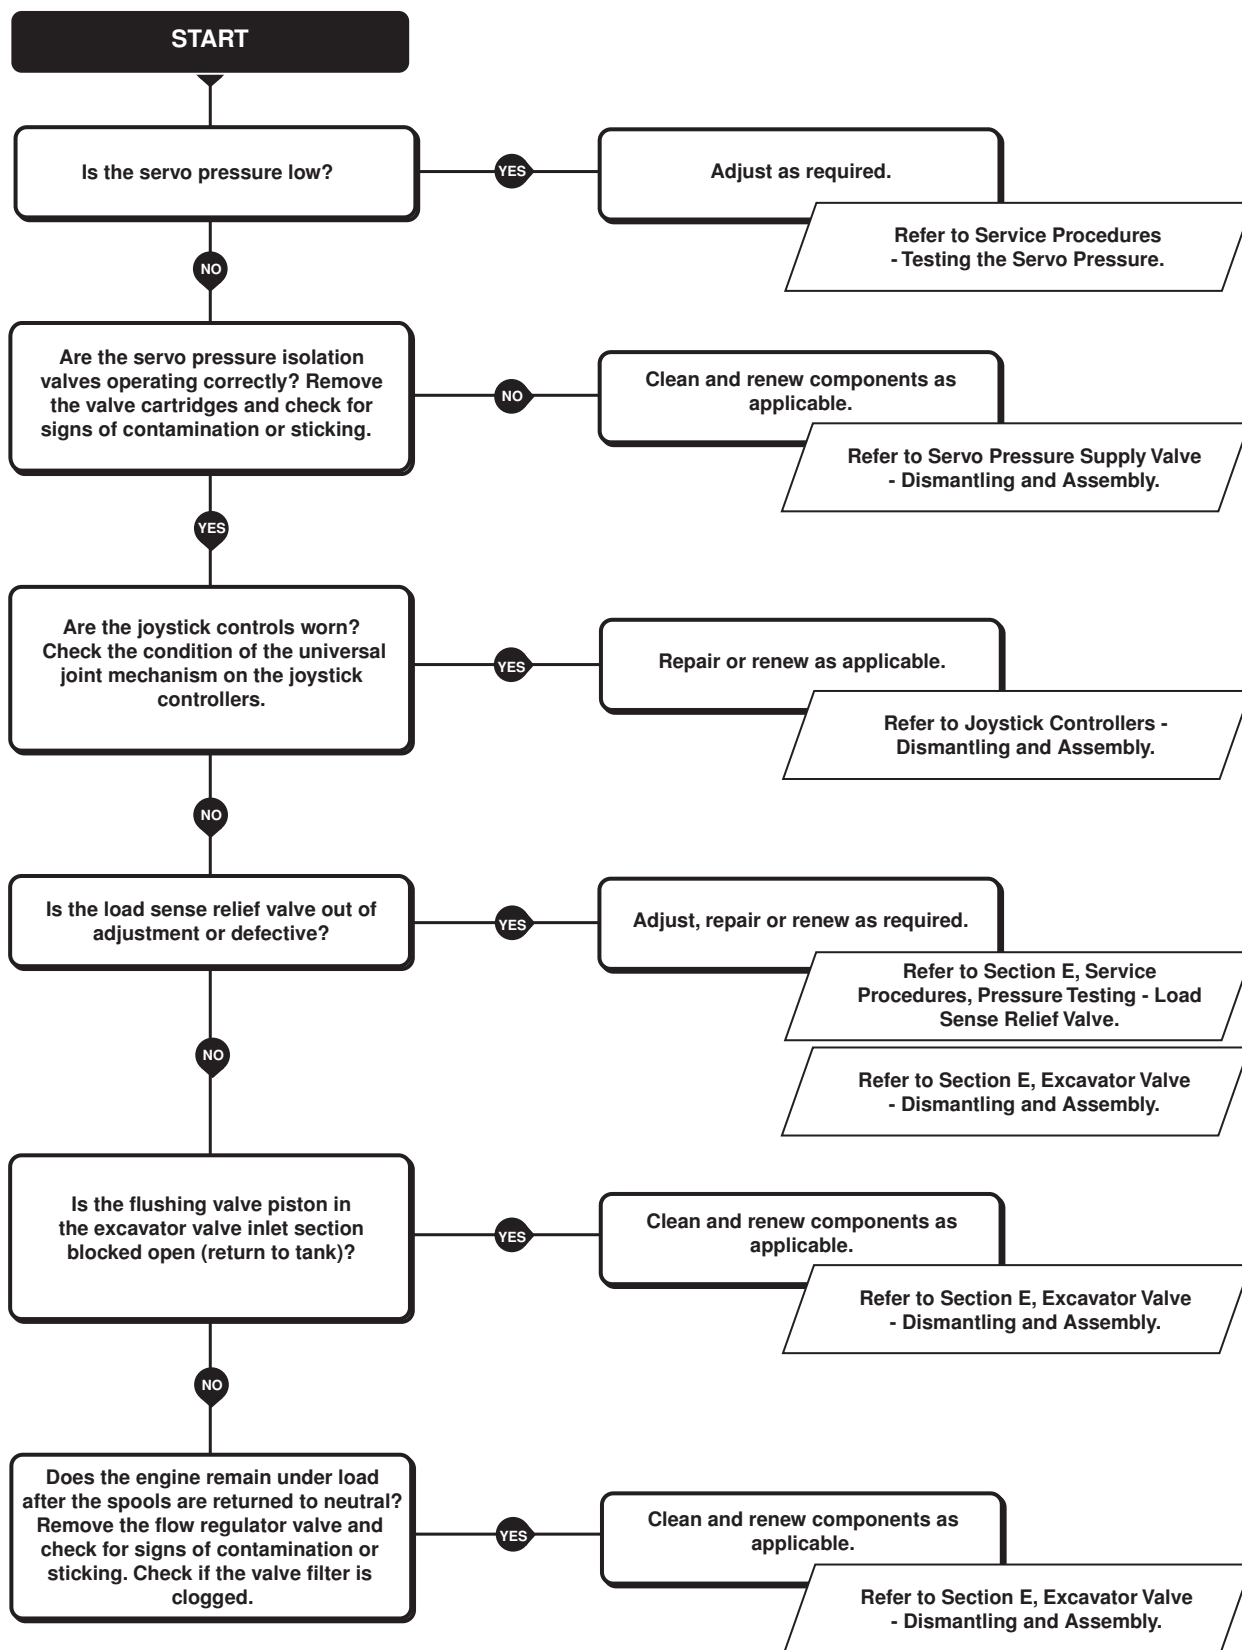 START
Is the servo pressure low?
YES
Adjust as required.
Refer to Service Procedures
- Testing the Servo Pressure.
NO
Are the servo pressure isolation
valves operating correctly? Remove
the valve cartridges and check for
signs of contamination or sticking.
NO
Clean and renew components as
applicable.
Refer to Servo Pressure Supply Valve
- Dismantling and Assembly.
YES
Are the joystick controls worn?
Check the condition of the universal
joint mechanism on the joystick
controllers.
YES
Repair or renew as applicable.
Refer to Joystick Controllers -
Dismantling and Assembly.
NO
Is the load sense relief valve out of
adjustment or defective?
YES
Adjust, repair or renew as required.
Refer to Section E, Service
Procedures, Pressure Testing - Load
Sense Relief Valve.
Refer to Section E, Excavator Valve
- Dismantling and Assembly.
NO
Is the flushing valve piston in
the excavator valve inlet section
blocked open (return to tank)?
YES
Clean and renew components as
applicable.
Refer to Section E, Excavator Valve
- Dismantling and Assembly.
NO
Does the engine remain under load
after the spools are returned to neutral?
Remove the flow regulator valve and
check for signs of contamination or
sticking. Check if the valve filter is
clogged.
YES
Clean and renew components as
applicable.
Refer to Section E, Excavator Valve
- Dismantling and Assembly.